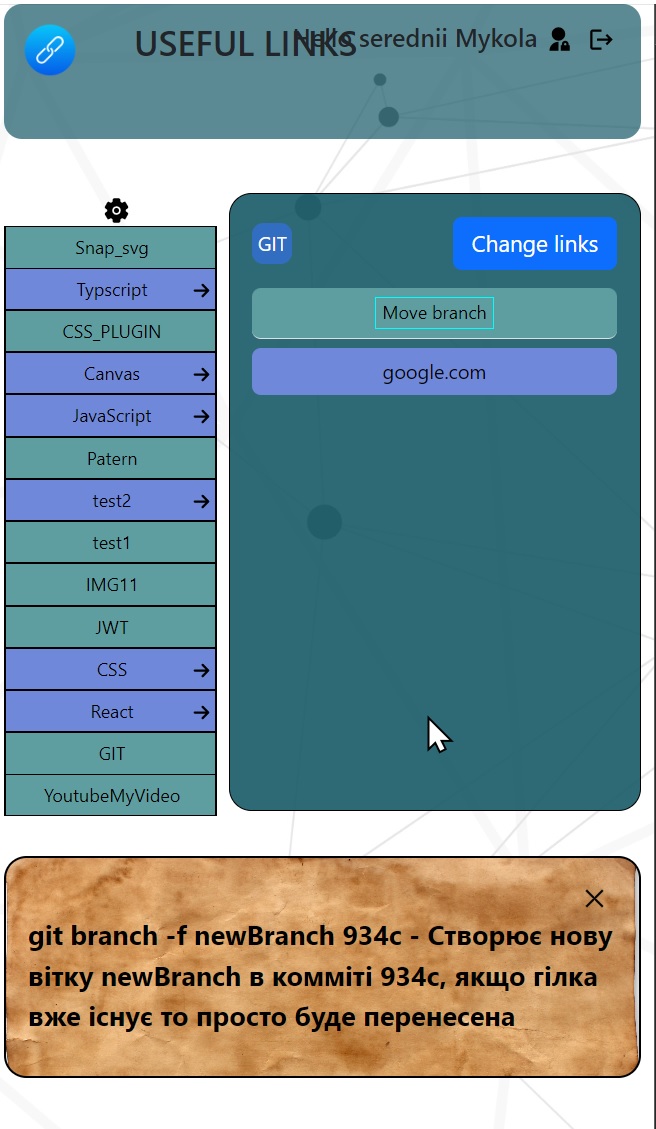 USEFUL LINKS
Hello serednii Mykola
Snap_svg
Typscript
CSS_PLUGIN
Canvas
JavaScript
Patern
test2
test1
IMG11
JWT
CSS
React
GIT
YoutubeMyVideo
GIT
Change links
Move branch
google.com
git branch -f newBranch 934c - Створює нову
вітку newBranch в комміті 934c, якщо гілка
вже існує то просто буде перенесена